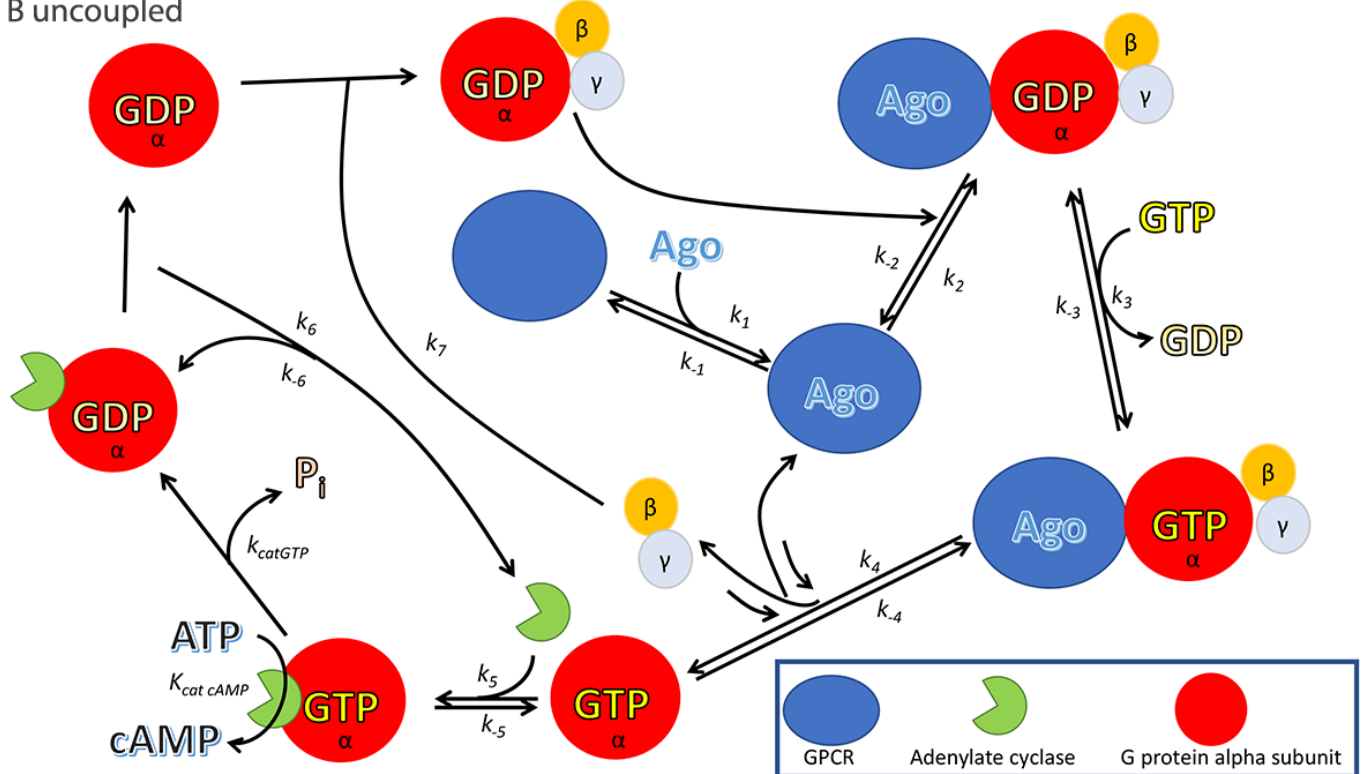 B uncoupled
GDP
α
GDP
α
β
γ
Ago
GDP
α
β
γ
GTP
GDP
k-3
k3
k-2
k2
Ago
k1
k-1
Ago
k6
k-6
k7
GDP
α
Pi
kcatGTP
β
γ
k4
k-4
Ago
GTP
α
β
γ
ATP
Kcat cAMP
cAMP
GTP
α
k5
k-5
GTP
α
GPCR
Adenylate cyclase
G protein alpha subunit